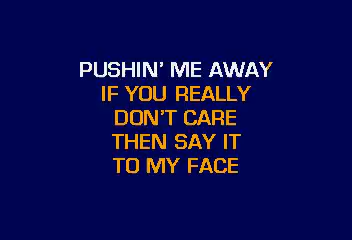 PUSHIN' ME AWAY
IF YOU REALLY
DON'T CARE
THEN SAY IT
TO MY FACE